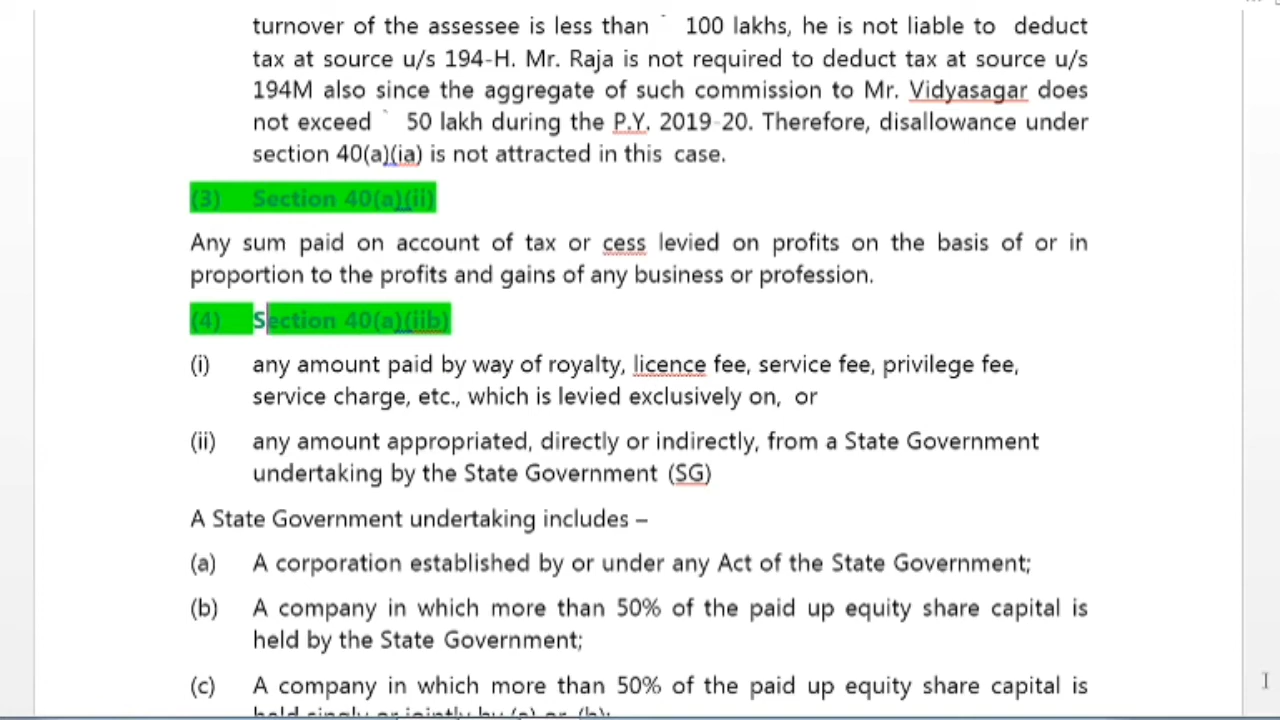 turnover of the assessee is less than ` 100 lakhs, he is not liable to deduct
tax at source u/s 194-H. Mr. Raja is not required to deduct tax at source u/s
194M also since the aggregate of such commission to Mr. Vidyasagar does
not exceed ` 50 lakh during the P.Y. 2019-20. Therefore, disallowance under
section 40(a)(ia) is not attracted in this case.
(3) Section 40(a)(ii)
Any sum paid on account of tax or cess levied on profits on the basis of or in
proportion to the profits and gains of any business or profession.
(4) Section 40(a)(iib)
(i) any amount paid by way of royalty, licence fee, service fee, privilege fee,
service charge, etc., which is levied exclusively on, or
(ii) any amount appropriated, directly or indirectly, from a State Government
undertaking by the State Government (SG)
A State Government undertaking includes –
(a) A corporation established by or under any Act of the State Government;
(b) A company in which more than 50% of the paid up equity share capital is
held by the State Government;
(c) A company in which more than 50% of the paid up equity share capital is
held singly or jointly by (a) or (b);